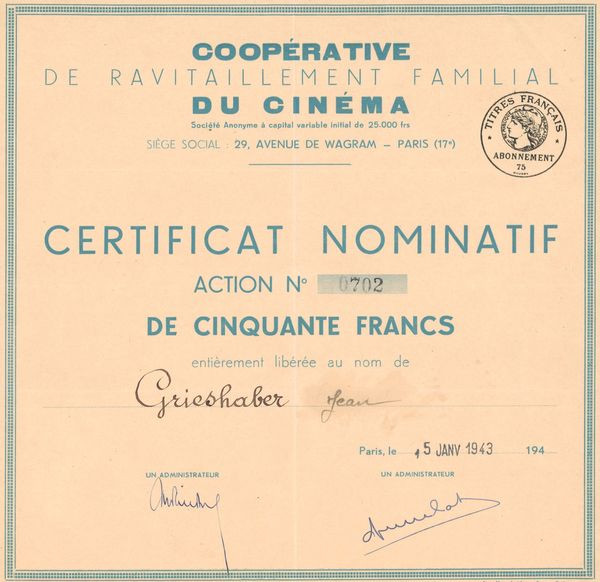 COOPÉRATIVE
DE RAVITAILLEMENT FAMILIAL
DU CINÉMA
Société Anonyme à capital variable initial de 25.000 frs
SIÈGE SOCIAL : 29, AVENUE DE WAGRAM – PARIS (17e)
* TITRES FRANÇAIS *
ABONNEMENT
75
CERTIFICAT NOMINATIF
ACTION No 0702
DE CINQUANTE FRANCS
entièrement libérée au nom de
Grieshaber Jean
Paris, le 15 JANV 1943 194
UN ADMINISTRATEUR UN ADMINISTRATEUR